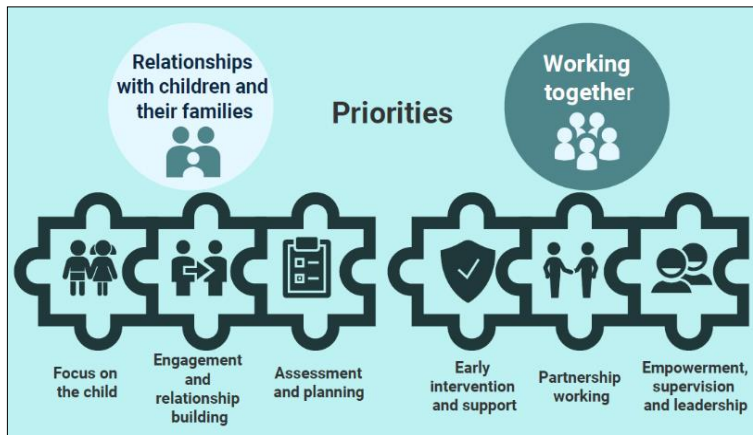 Relationships
with children and
their families
Priorities
Working
together
Focus on
the child
Engagement
and
relationship
building
Assessment
and planning
Early
intervention
and support
Partnership
working
Empowerment,
supervision
and leadership